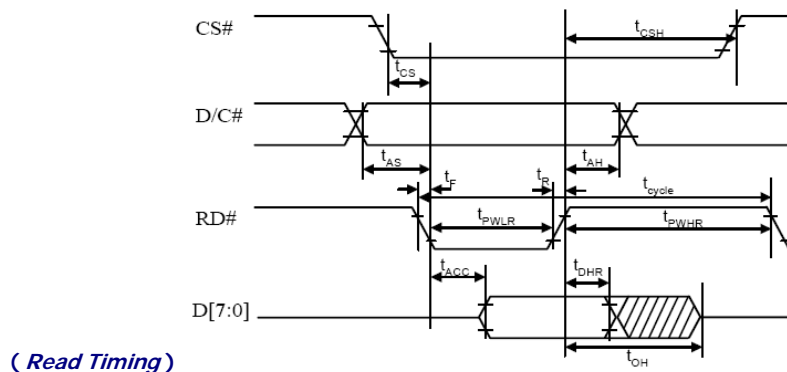 CS#
tCSH
tCS
D/C#
tAS
tAH
tF
tR
tcycle
RD#
tPWLR
tPWHR
tACC
tDHR
D[7:0]
tOH
( Read Timing )